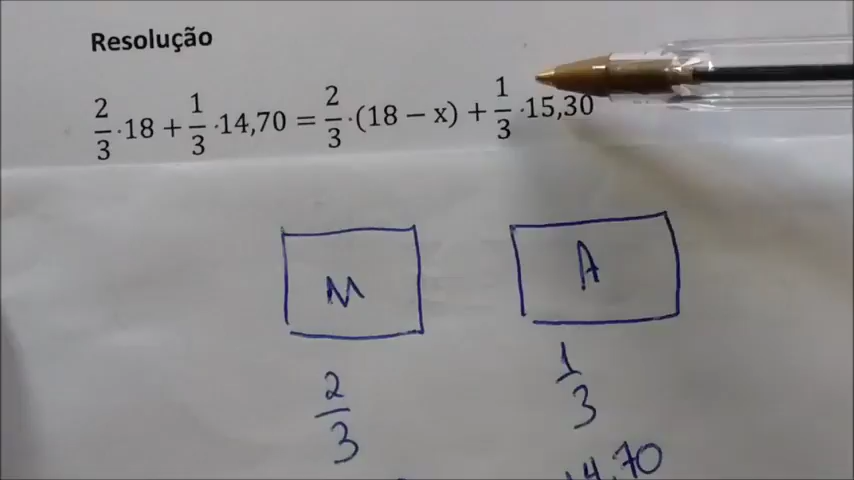 Resolução
2/3 ·18 + 1/3 ·14,70 = 2/3 ·(18 − x) + 1/3 ·15,30
M A
2/3 1/3
14,70